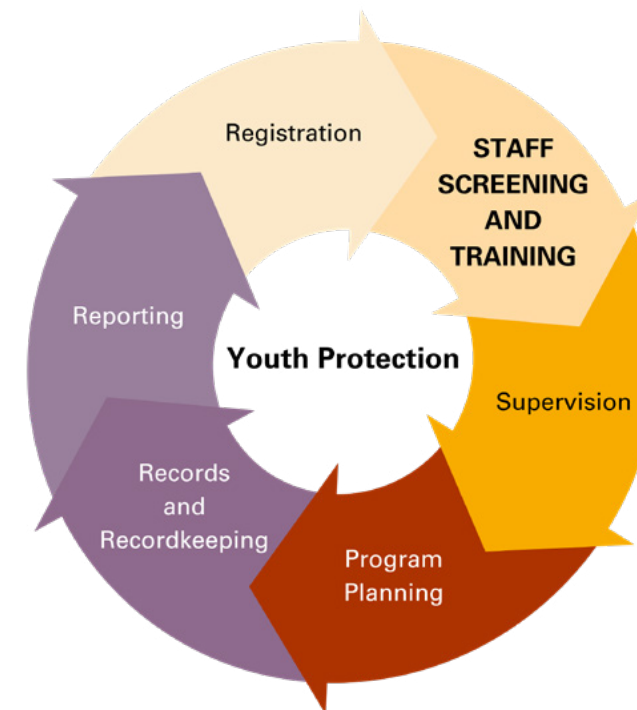 Registration
STAFF
SCREENING
AND
TRAINING
Supervision
Program
Planning
Records
and
Recordkeeping
Reporting
Youth Protection